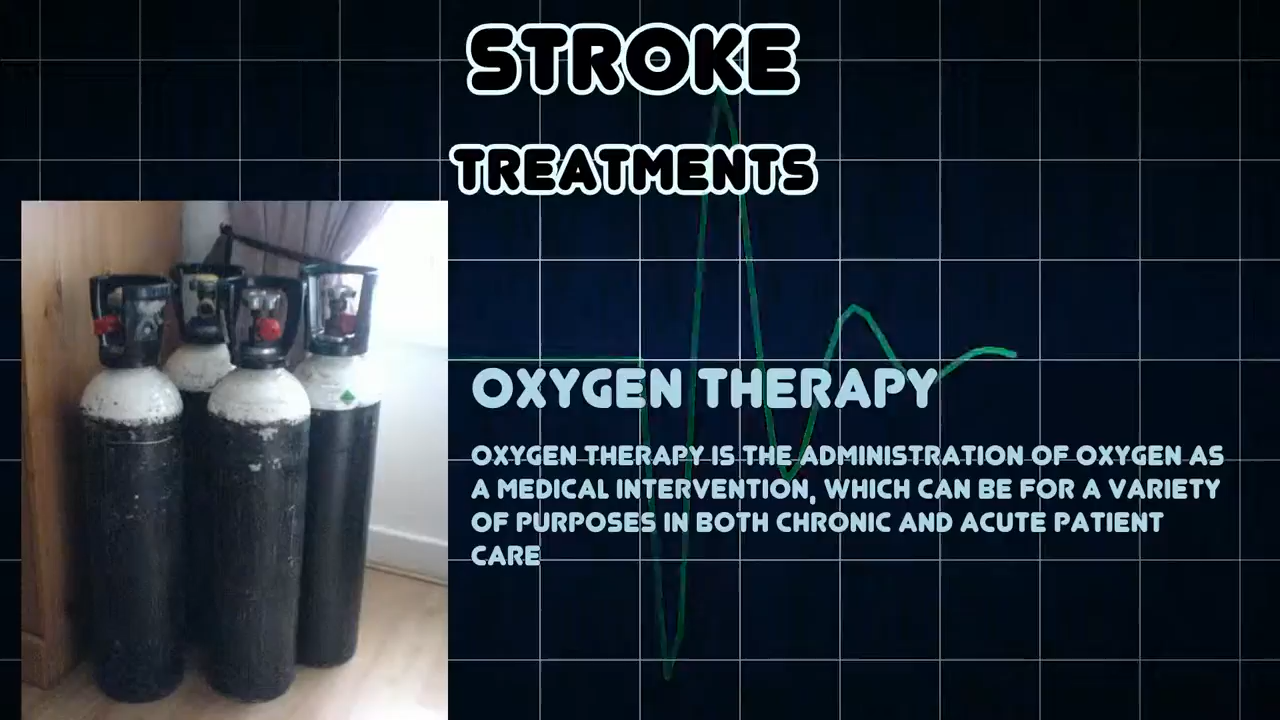 STROKE
TREATMENTS
OXYGEN THERAPY
OXYGEN THERAPY IS THE ADMINISTRATION OF OXYGEN AS
A MEDICAL INTERVENTION, WHICH CAN BE FOR A VARIETY
OF PURPOSES IN BOTH CHRONIC AND ACUTE PATIENT
CARE